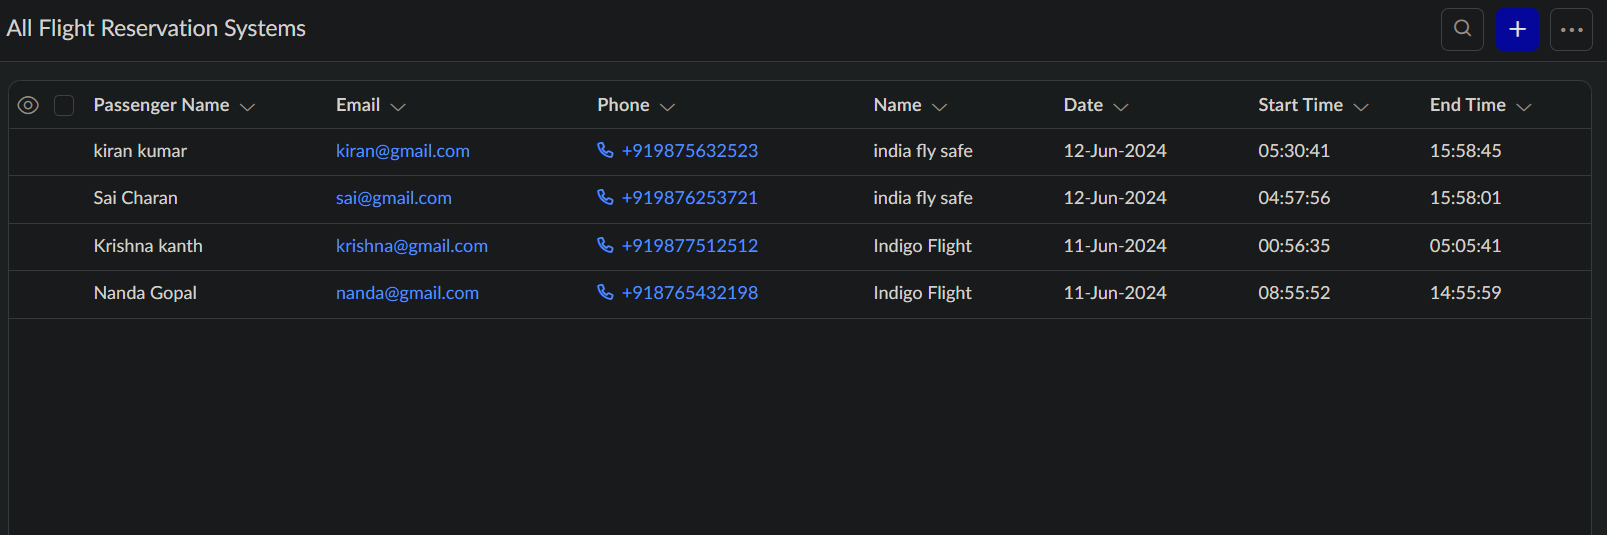 All Flight Reservation Systems
Passenger Name Email Phone Name Date Start Time End Time
kiran kumar kiran@gmail.com +919875632523 india fly safe 12-Jun-2024 05:30:41 15:58:45
Sai Charan sai@gmail.com +919876253721 india fly safe 12-Jun-2024 04:57:56 15:58:01
Krishna kanth krishna@gmail.com +919877512512 Indigo Flight 11-Jun-2024 00:56:35 05:05:41
Nanda Gopal nanda@gmail.com +918765432198 Indigo Flight 11-Jun-2024 08:55:52 14:55:59